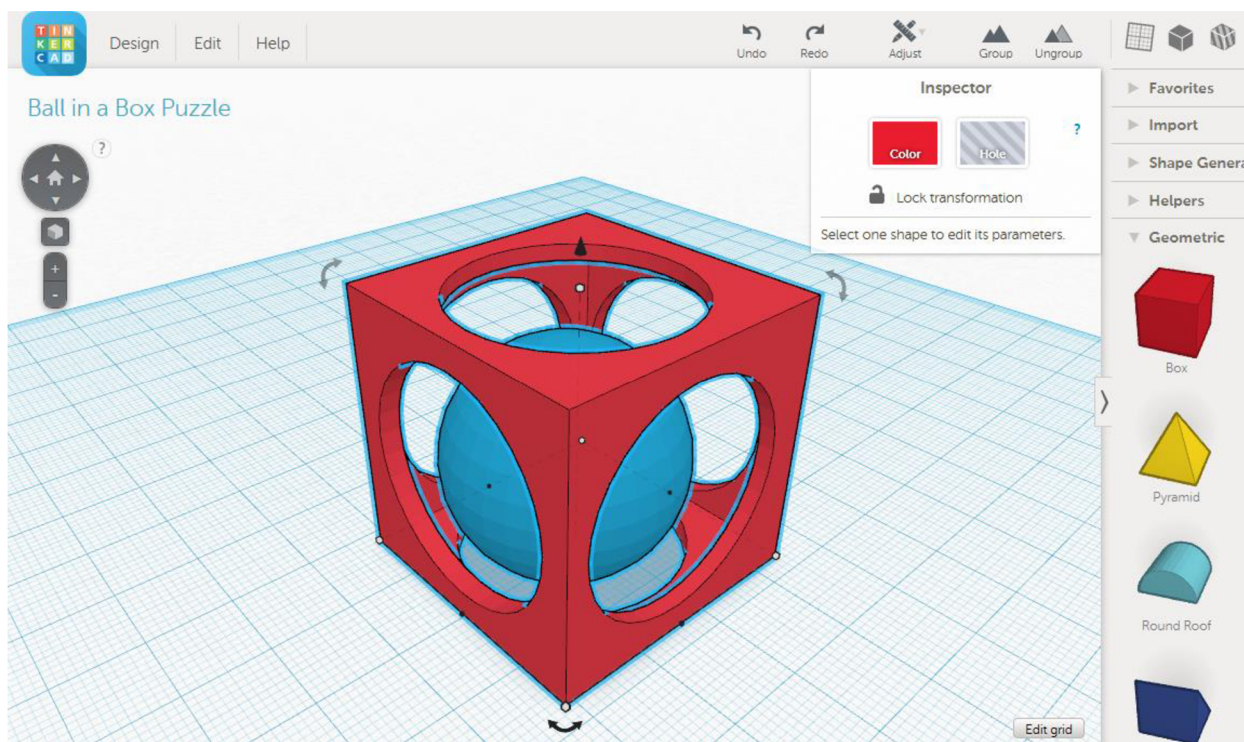 TIN
KER
CAD
Design
Edit
Help
Undo
Redo
Adjust
Group
Ungroup
Ball in a Box Puzzle
?
+
-
Inspector
Color
Hole
?
Lock transformation
Select one shape to edit its parameters.
Favorites
Import
Shape Genera
Helpers
Geometric
Box
Pyramid
Round Roof
Edit grid